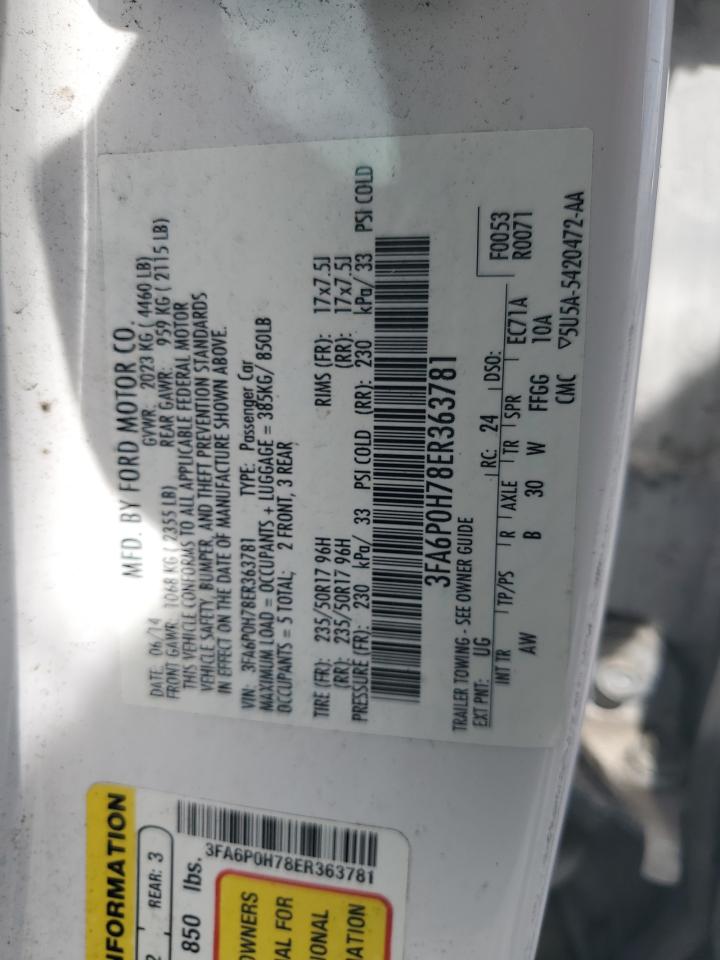 MFD. BY FORD MOTOR CO.
DATE: 06/14 GVWR: 2023 KG ( 4460 LB)
FRONT GAWR: 1068 KG ( 2355 LB) REAR GAWR: 959 KG ( 2115 LB)
THIS VEHICLE CONFORMS TO ALL APPLICABLE FEDERAL MOTOR
VEHICLE SAFETY, BUMPER, AND THEFT PREVENTION STANDARDS
IN EFFECT ON THE DATE OF MANUFACTURE SHOWN ABOVE.
VIN: 3FA6P0H78ER363781 TYPE: Passenger Car
MAXIMUM LOAD = OCCUPANTS + LUGGAGE = 385KG/ 850LB
OCCUPANTS = 5 TOTAL; 2 FRONT, 3 REAR
TIRE (FR): 235/50R17 96H RIMS (FR): 17x7.5J
(RR): 235/50R17 96H (RR): 17x7.5J
PRESSURE (FR): 230 kPa/ 33 PSI COLD (RR): 230 kPa/ 33 PSI COLD
3FA6P0H78ER363781
TRAILER TOWING - SEE OWNER GUIDE
EXT PNT: UG RC: 24 DSO: F0053
R0071
INT TR TP/PS R AXLE TR SPR EC71A
AW B 30 W FFGG 10A
CMC ▽5U5A-5420472-AA
NFORMATION
REAR: 3
850 lbs.
3FA6P0H78ER363781
OWNERS
AL FOR
IONAL
MATION